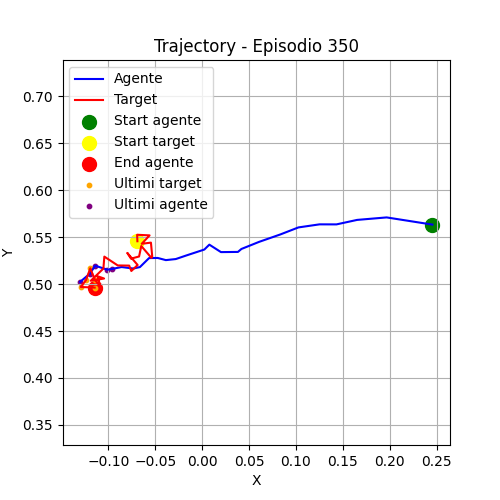 Trajectory - Episodio 350
Agente
Target
Start agente
Start target
End agente
Ultimi target
Ultimi agente
Y
0.70
0.65
0.60
0.55
0.50
0.45
0.40
0.35
−0.10
−0.05
0.00
0.05
0.10
0.15
0.20
0.25
X